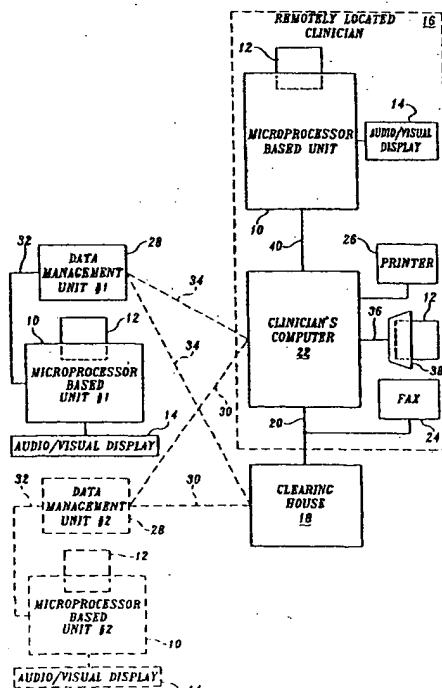 REMOTELY LOCATED
CLINICIAN
16
12
MICROPROCESSOR
BASED UNIT
14
AUDIO/VISUAL
DISPLAY
10
40
26
PRINTER
12
36
38
CLINICIAN'S
COMPUTER
22
FAX
24
20
CLEARING
HOUSE
18
28
32
DATA
MANAGEMENT
UNIT #1
34
34
10
12
MICROPROCESSOR
BASED
UNIT #1
30
14
AUDIO/VISUAL DISPLAY
32
DATA
MANAGEMENT
UNIT #2
30
28
12
MICROPROCESSOR
BASED
UNIT #2
10
AUDIO/VISUAL DISPLAY
14